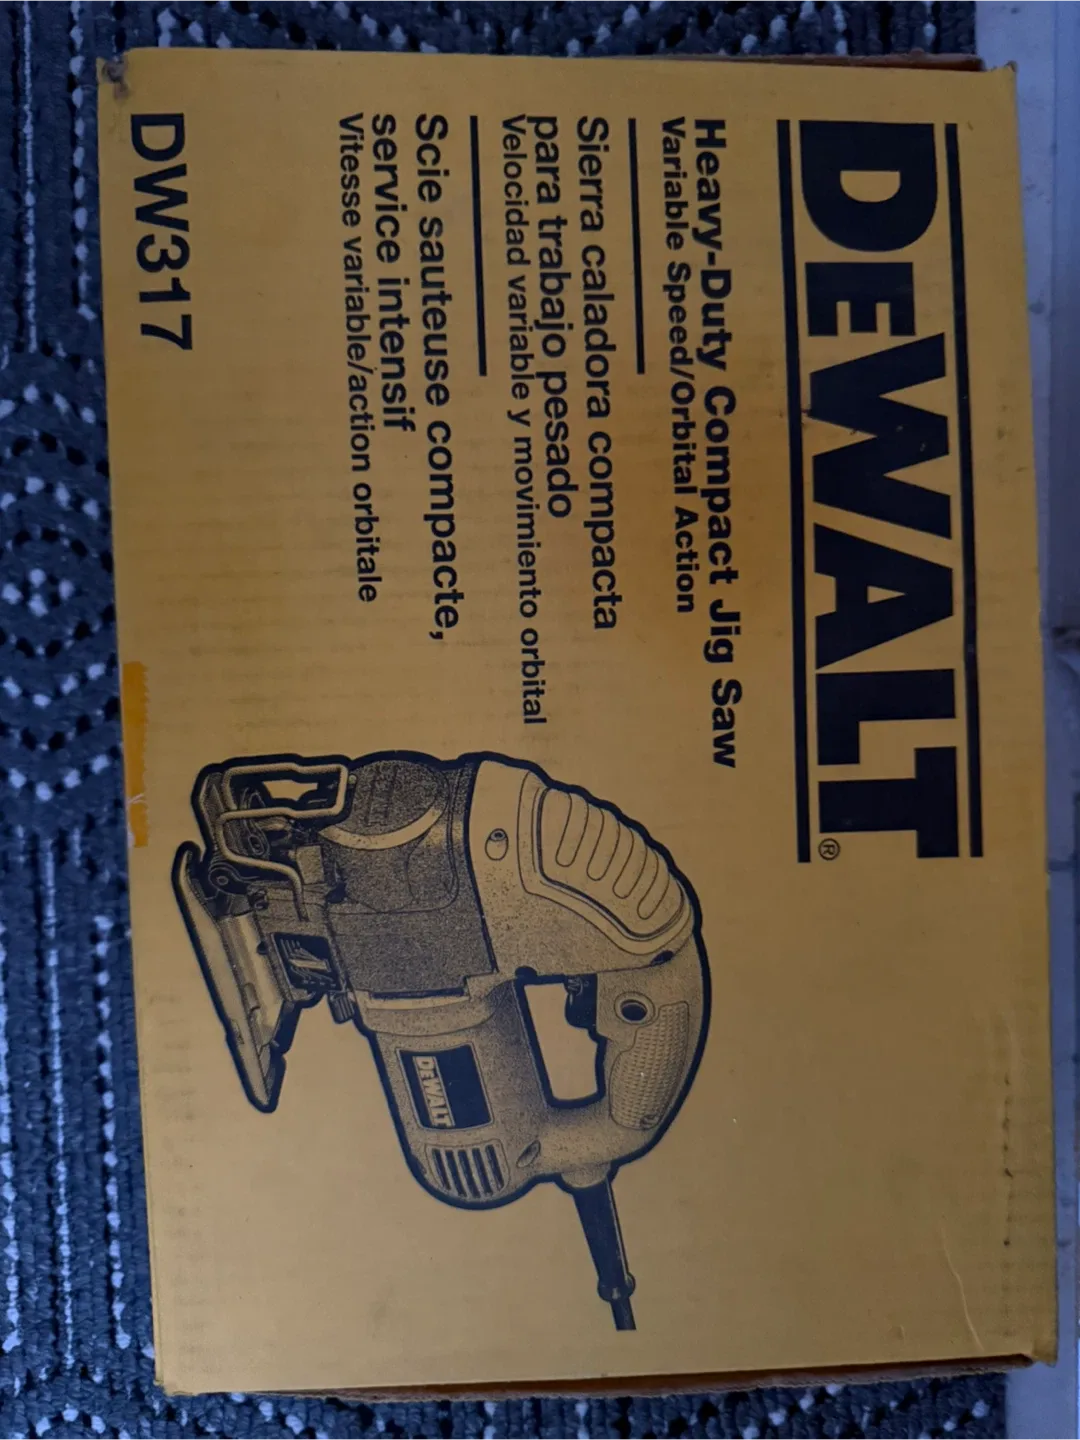 DEWALT®
Heavy-Duty Compact Jig Saw
Variable Speed/Orbital Action
Sierra caladora compacta
para trabajo pesado
Velocidad variable y movimiento orbital
Scie sauteuse compacte,
service intensif
Vitesse variable/action orbitale
DW317
DEWALT